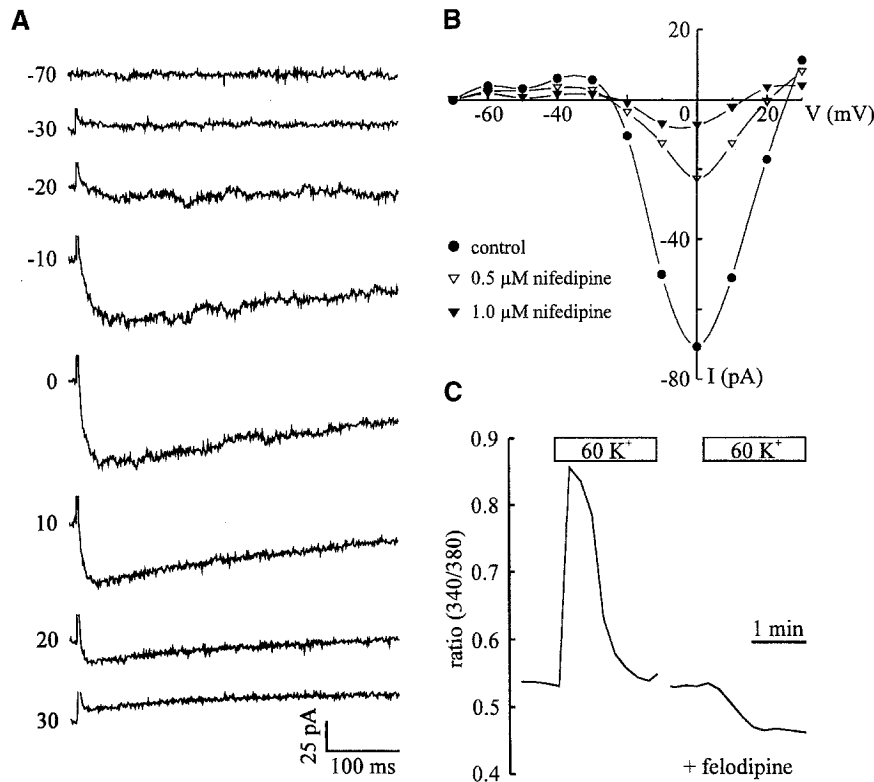 A
-70
-30
-20
-10
0
10
20
30
25 pA
100 ms
B
20
-60
-40
0
20
V (mV)
-40
-80
I (pA)
control
0.5 µM nifedipine
1.0 µM nifedipine
C
0.9
0.8
0.7
0.6
0.5
0.4
ratio (340/380)
60 K⁺
60 K⁺
1 min
+ felodipine